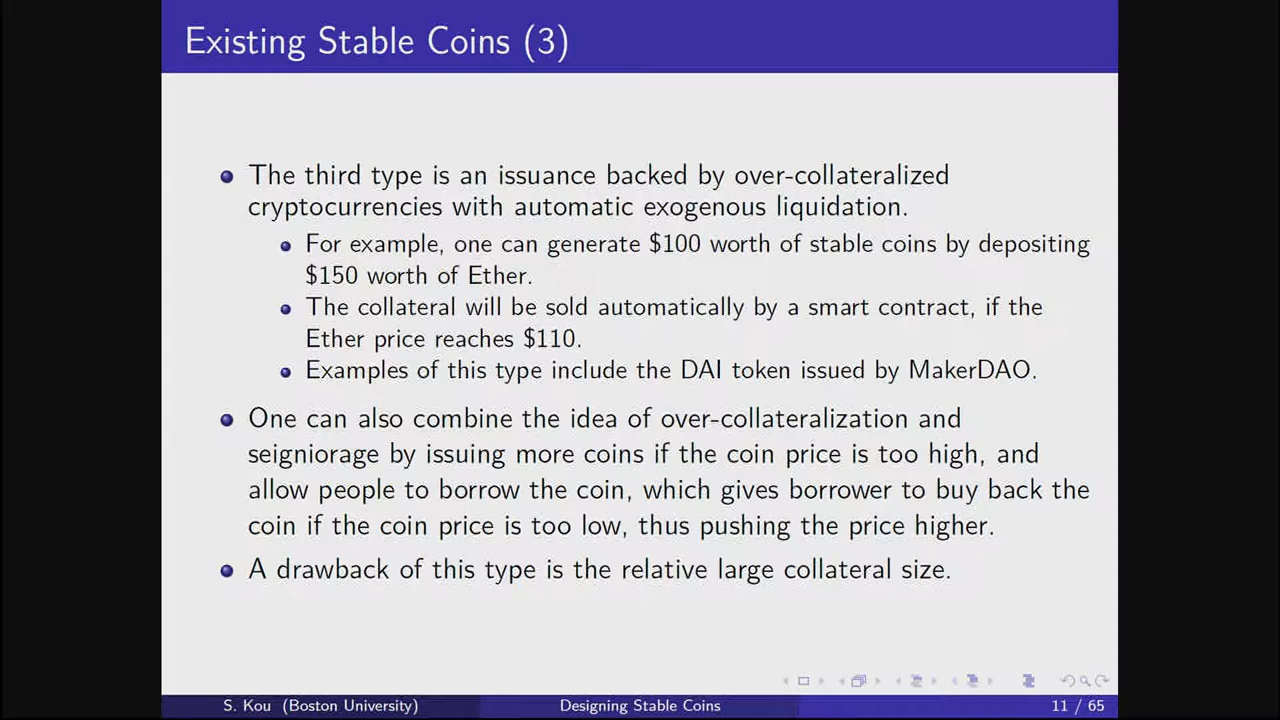 Existing Stable Coins (3)
The third type is an issuance backed by over-collateralized
cryptocurrencies with automatic exogenous liquidation.
For example, one can generate $100 worth of stable coins by depositing
$150 worth of Ether.
The collateral will be sold automatically by a smart contract, if the
Ether price reaches $110.
Examples of this type include the DAI token issued by MakerDAO.
One can also combine the idea of over-collateralization and
seigniorage by issuing more coins if the coin price is too high, and
allow people to borrow the coin, which gives borrower to buy back the
coin if the coin price is too low, thus pushing the price higher.
A drawback of this type is the relative large collateral size.
S. Kou (Boston University) Designing Stable Coins 11 / 65